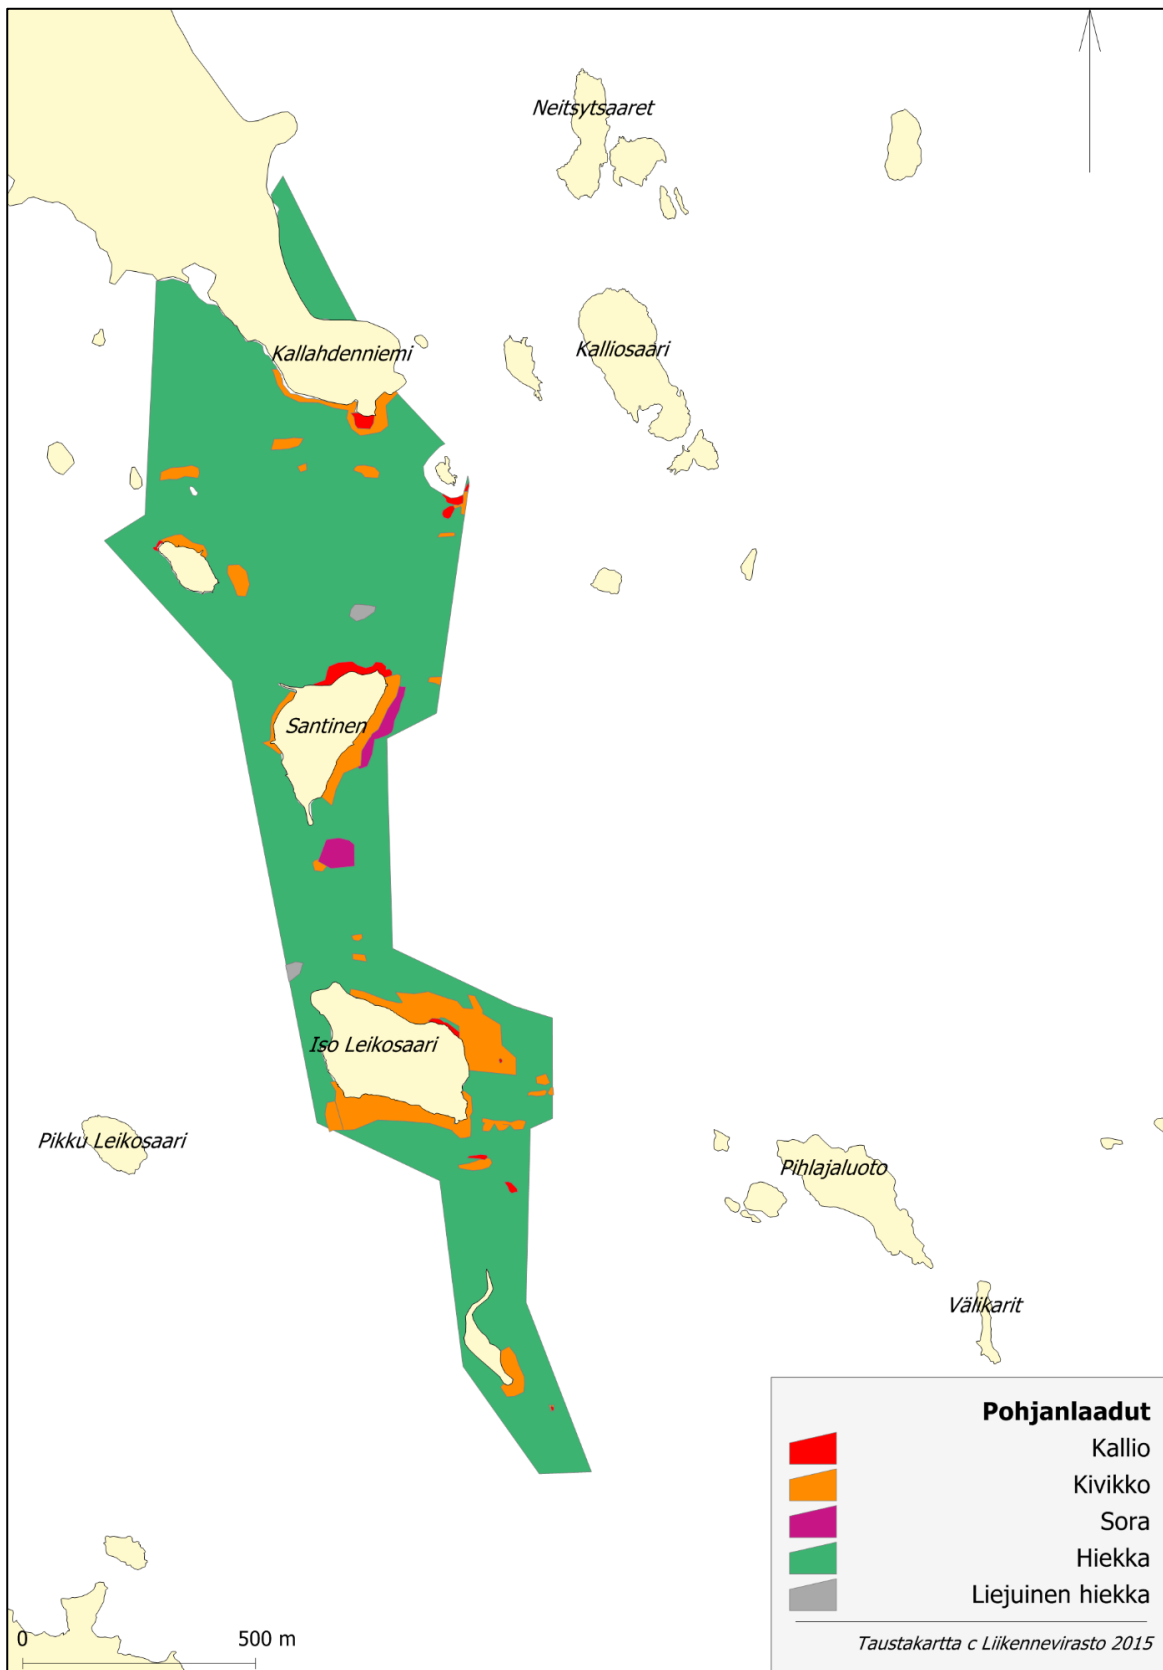 Neitsytsaaret
Kallahdenniemi
Kalliosaari
Santinen
Iso Leikosaari
Pikku Leikosaari
Pihlajaluoto
Välikarit
Pohjanlaadut
Kallio
Kivikko
Sora
Hiekka
Liejuinen hiekka
Taustakartta c Liikennevirasto 2015
0 500 m